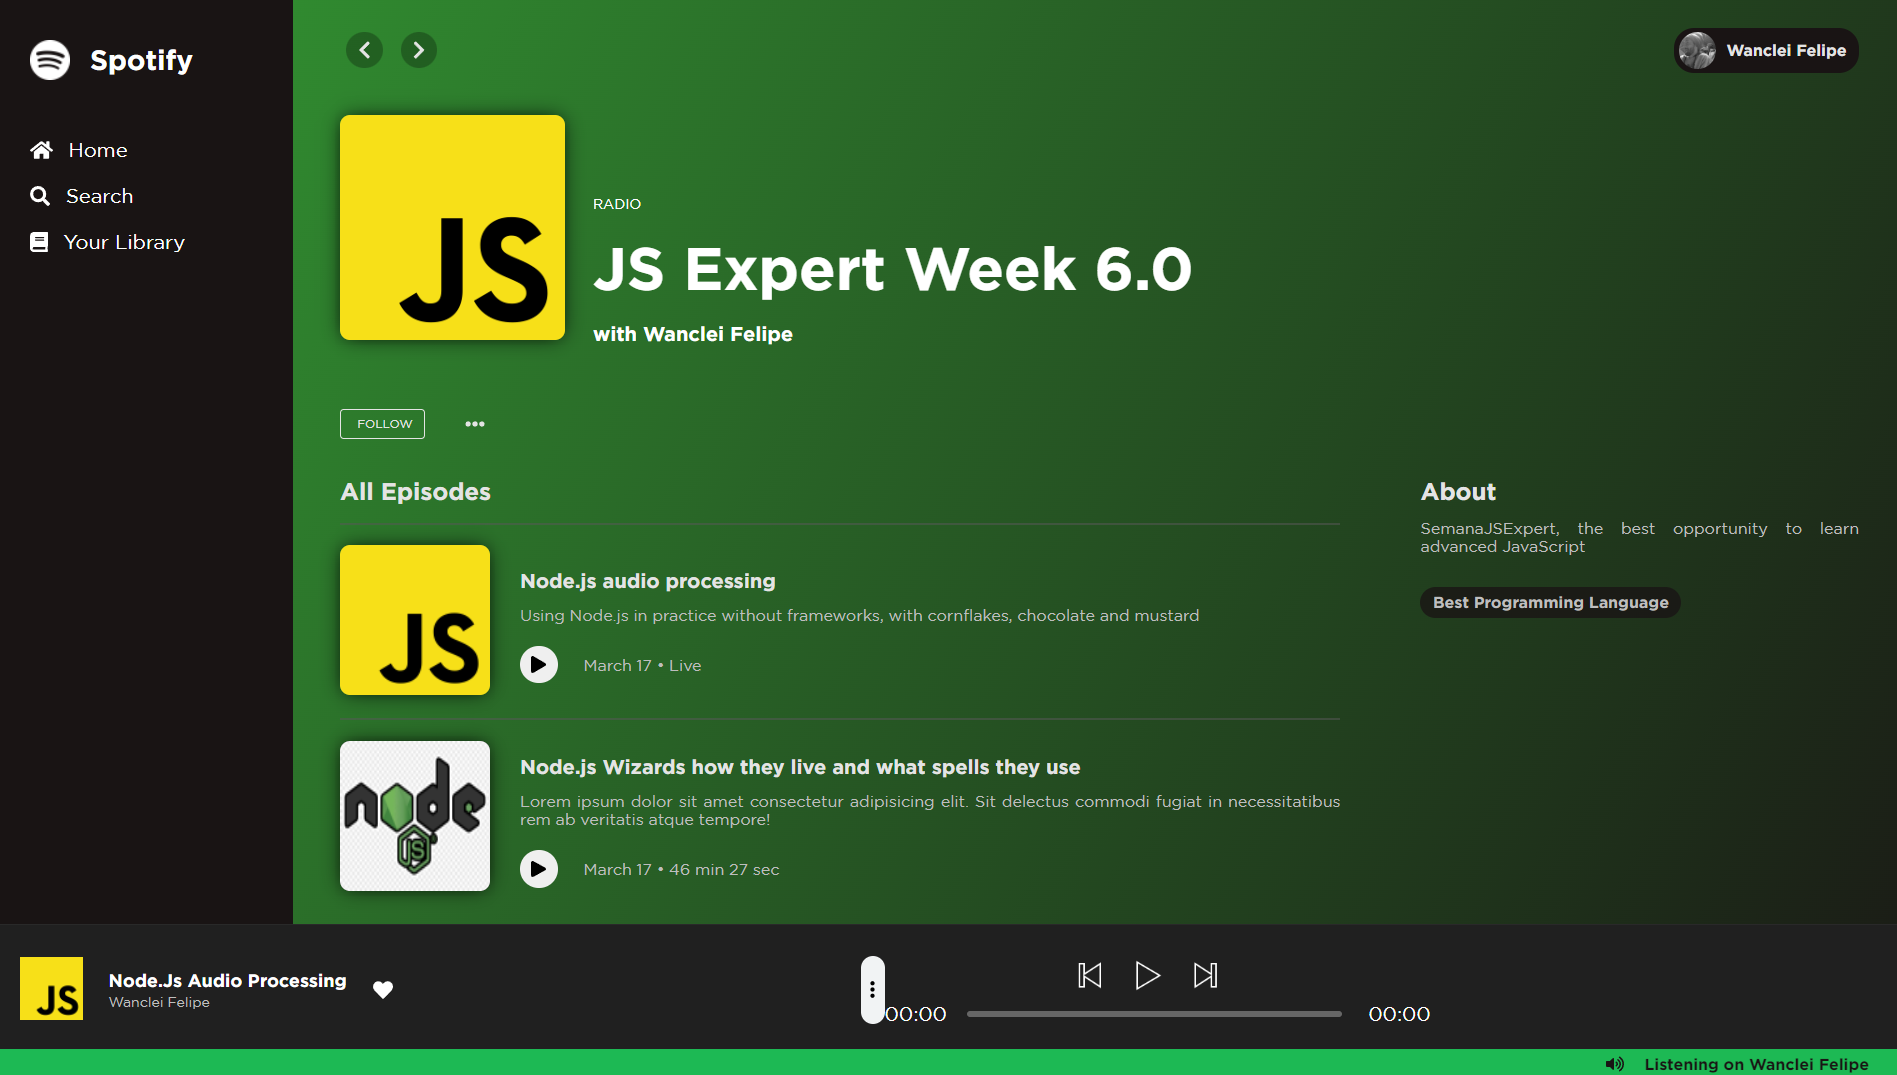 Spotify
Home
Search
Your Library
Wanclei Felipe
JS
RADIO
JS Expert Week 6.0
with Wanclei Felipe
FOLLOW
All Episodes
JS
Node.js audio processing
Using Node.js in practice without frameworks, with cornflakes, chocolate and mustard
March 17 • Live
node
JS
Node.js Wizards how they live and what spells they use
Lorem ipsum dolor sit amet consectetur adipisicing elit. Sit delectus commodi fugiat in necessitatibus
rem ab veritatis atque tempore!
March 17 • 46 min 27 sec
About
SemanaJSExpert, the best opportunity to learn
advanced JavaScript
Best Programming Language
JS
Node.Js Audio Processing
Wanclei Felipe
00:00
00:00
Listening on Wanclei Felipe